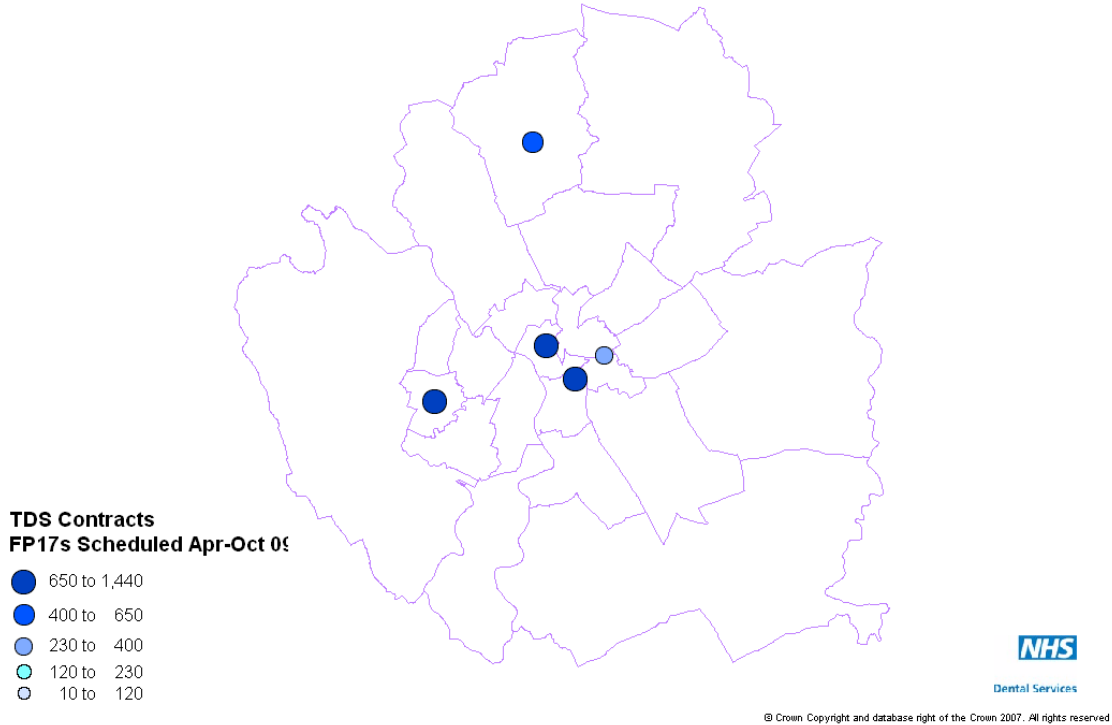 TDS Contracts
FP17s Scheduled Apr-Oct 09
650 to 1,440
400 to 650
230 to 400
120 to 230
10 to 120
NHS
Dental Services
© Crown Copyright and database right of the Crown 2007. All rights reserved